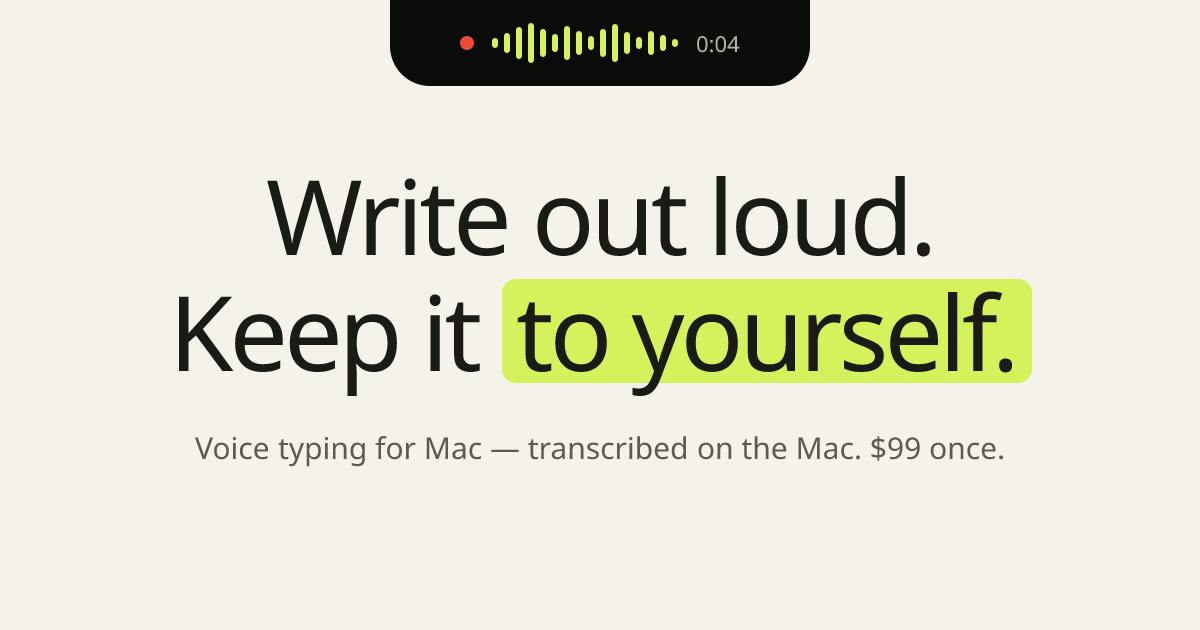 0:04
Write out loud.
Keep it to yourself.
Voice typing for Mac — transcribed on the Mac. $99 once.